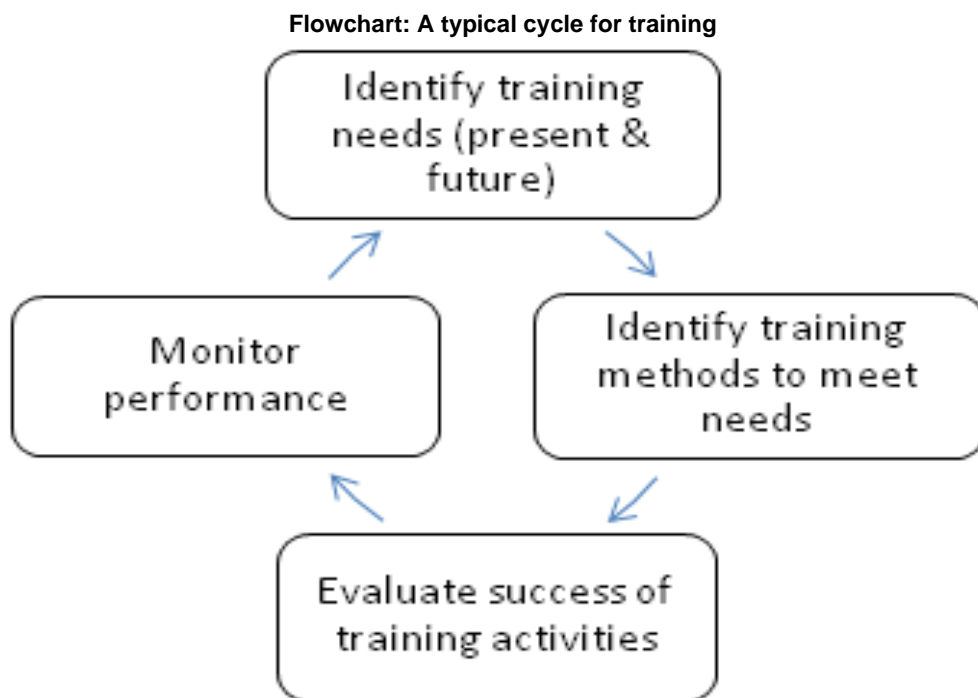 Flowchart: A typical cycle for training
Identify training
needs (present &
future)
Identify training
methods to meet
needs
Evaluate success of
training activities
Monitor
performance